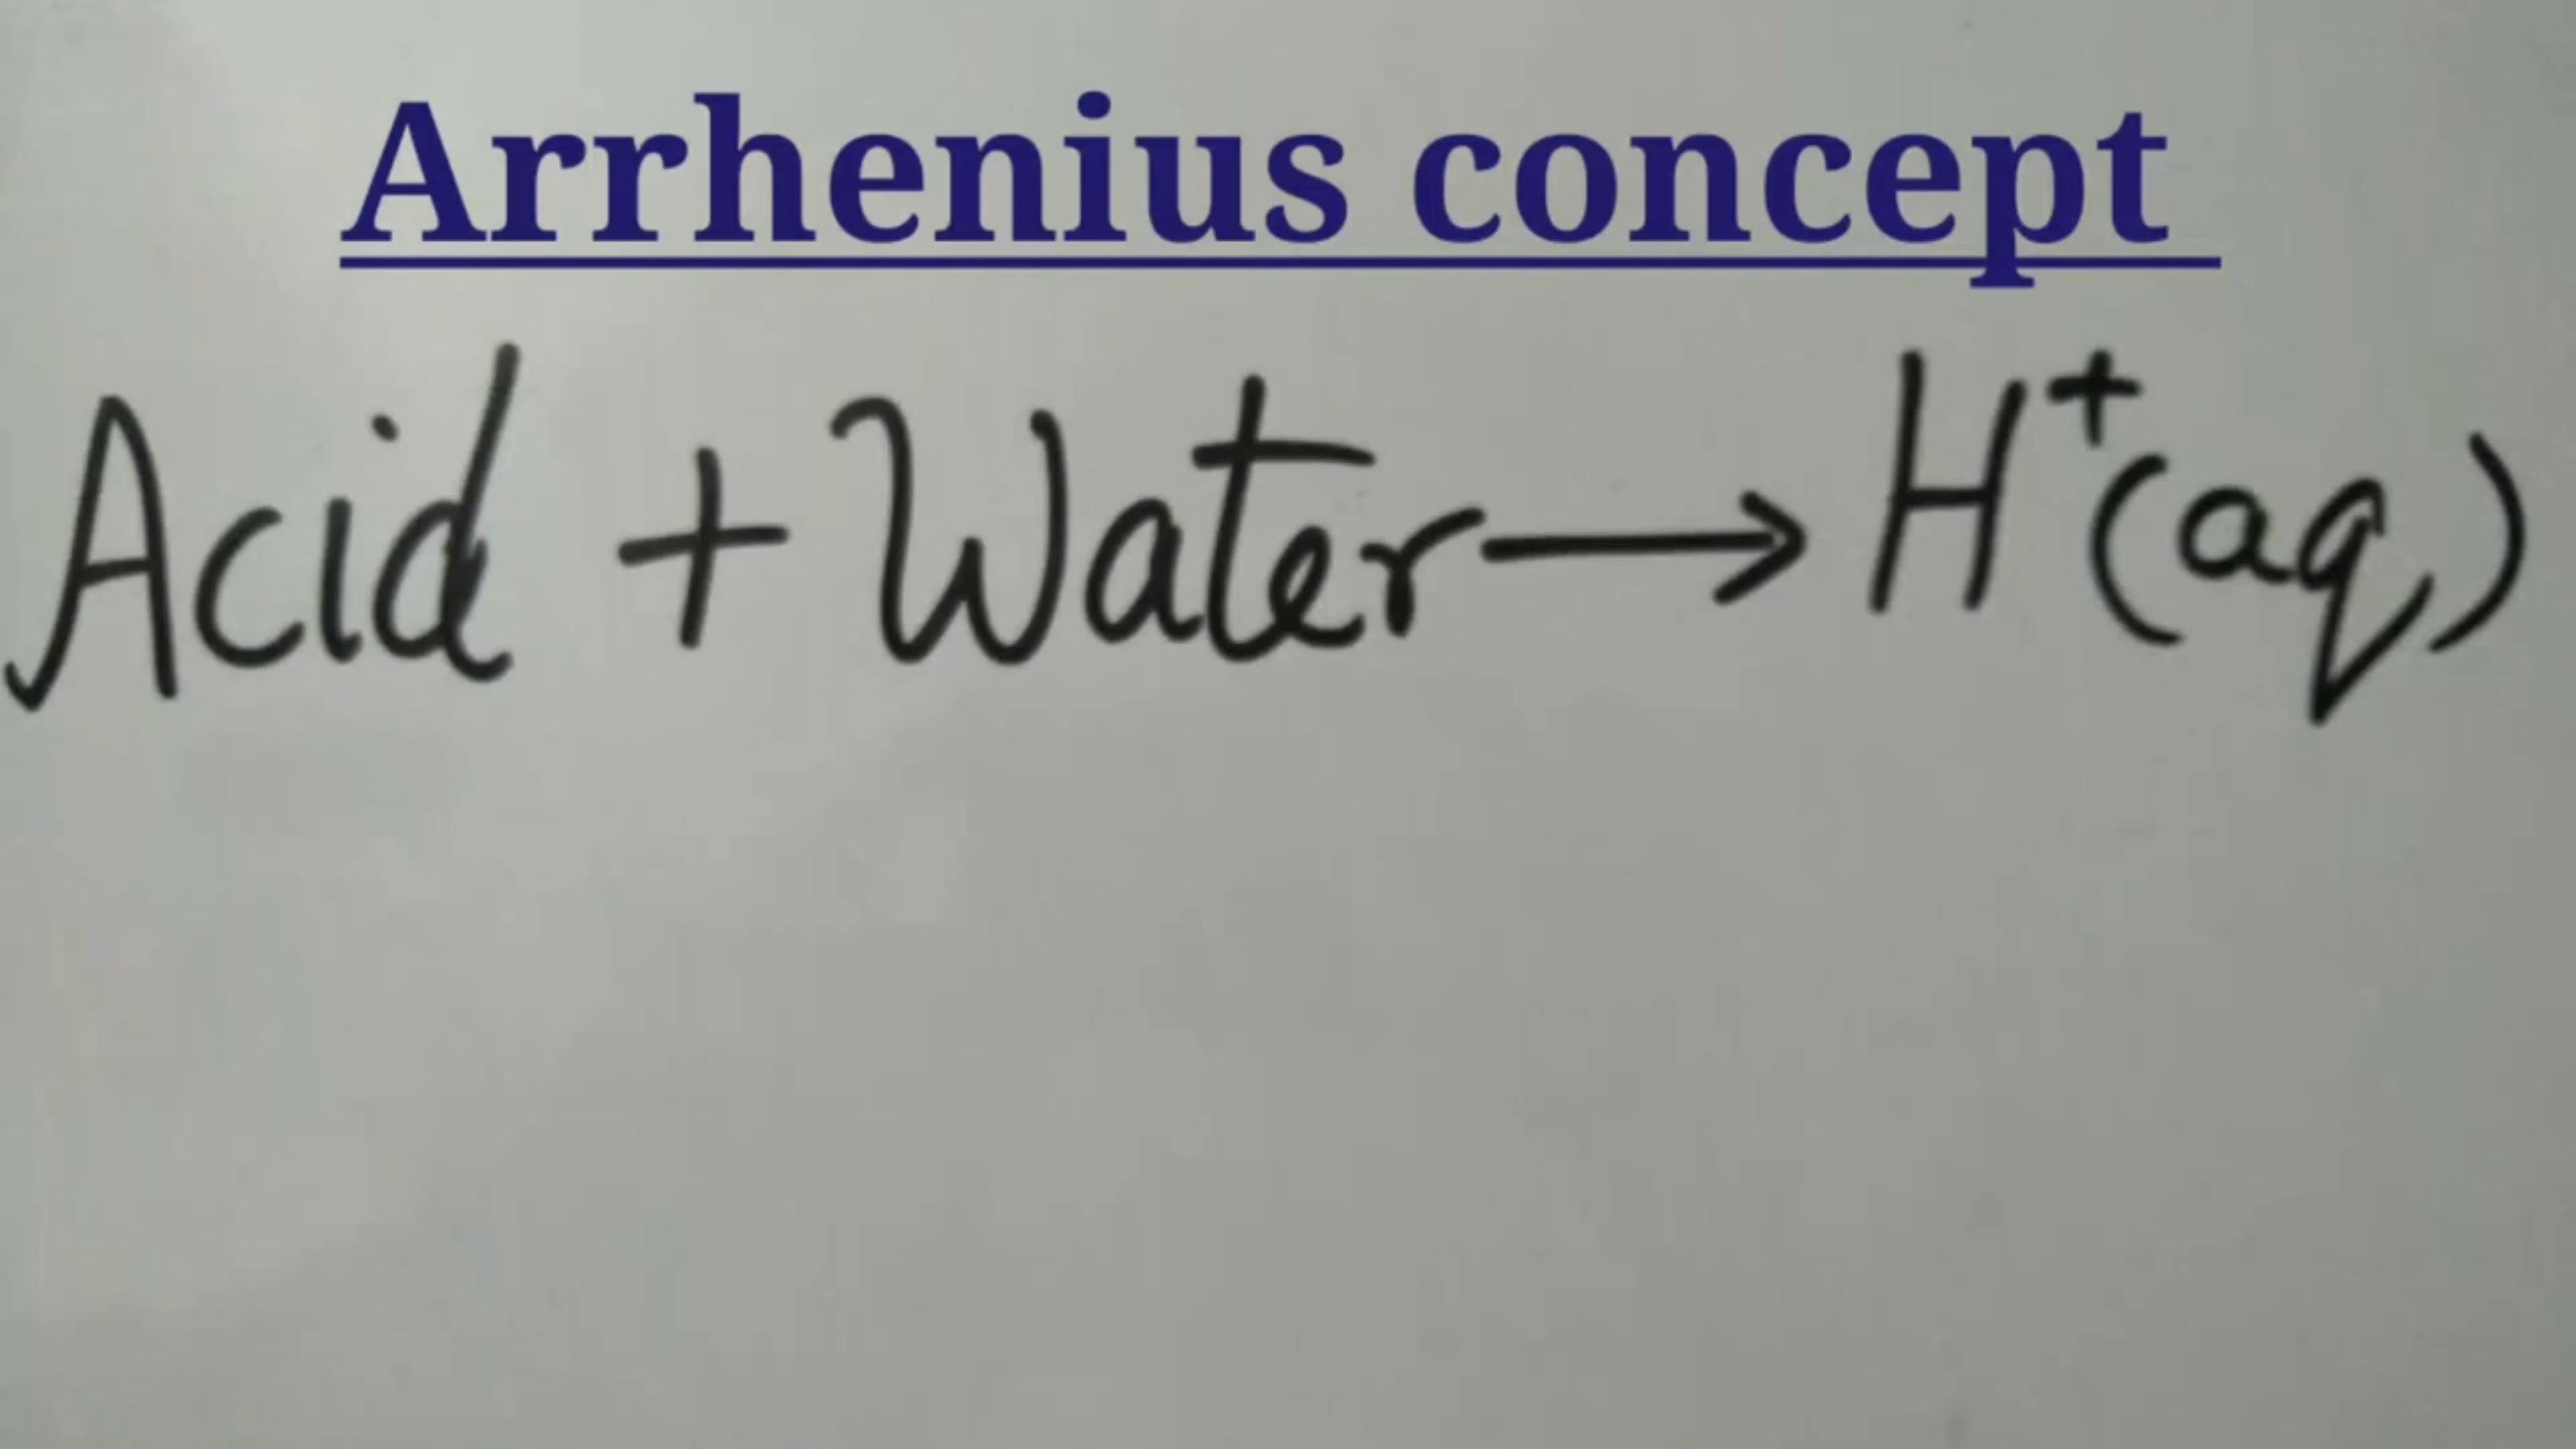 Arrhenius concept
Acid + Water → H⁺(aq)